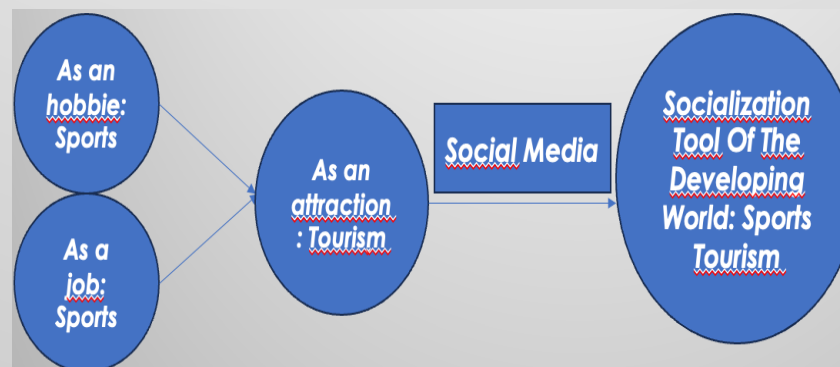 As an
hobbie:
Sports
As a
job:
Sports
As an
attraction
: Tourism
Social Media
Socialization
Tool Of The
Developing
World: Sports
Tourism